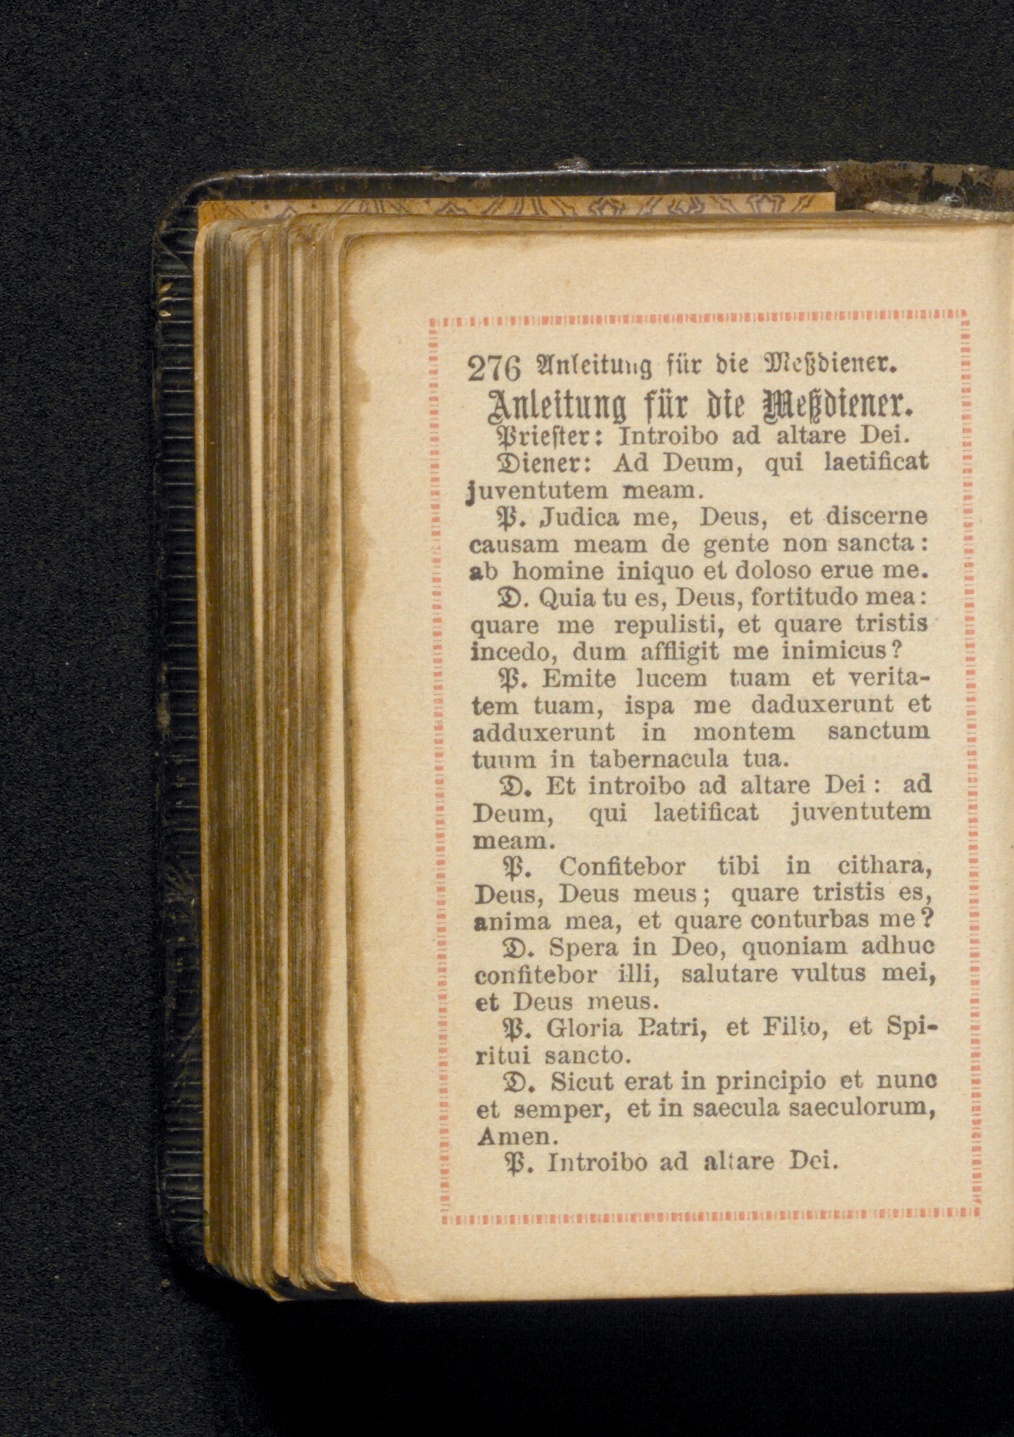 276 Anleitung für die Meßdiener.
Anleitung für die Meßdiener.
Priester: Introibo ad altare Dei.
Diener: Ad Deum, qui laetificat
juventutem meam.
P. Judica me, Deus, et discerne
causam meam de gente non sancta:
ab homine iniquo et doloso erue me.
D. Quia tu es, Deus, fortitudo mea:
quare me repulisti, et quare tristis
incedo, dum affligit me inimicus?
P. Emite lucem tuam et verita-
tem tuam, ispa me daduxerunt et
adduxerunt in montem sanctum
tuum in tabernacula tua.
D. Et introibo ad altare Dei: ad
Deum, qui laetificat juventutem
meam.
P. Confitebor tibi in cithara,
Deus, Deus meus; quare tristis es,
anima mea, et quare conturbas me?
D. Spera in Deo, quoniam adhuc
confitebor illi, salutare vultus mei,
et Deus meus.
P. Gloria Patri, et Filio, et Spi-
ritui sancto.
D. Sicut erat in principio et nunc
et semper, et in saecula saeculorum,
Amen.
P. Introibo ad altare Dei.